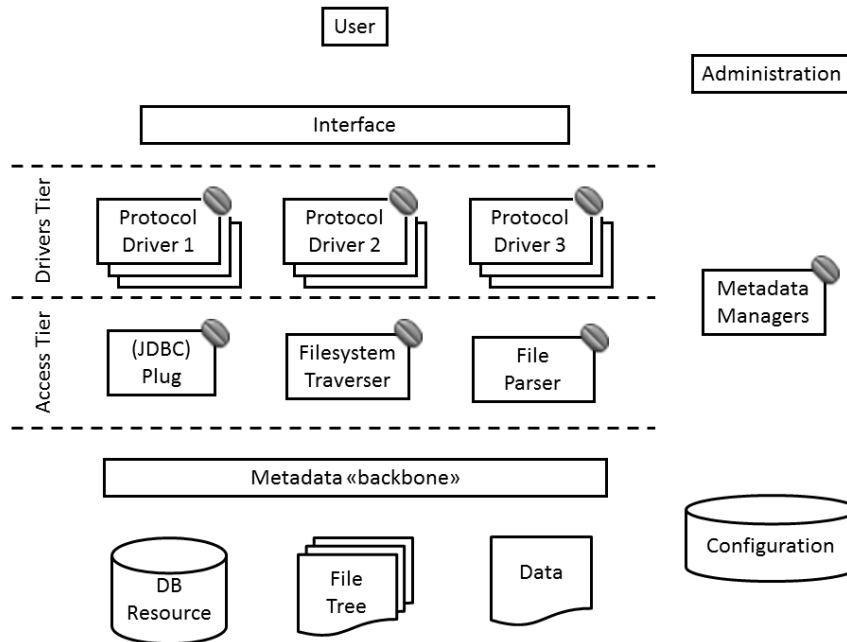 User
Administration
Interface
Drivers Tier
Protocol
Driver 1
Protocol
Driver 2
Protocol
Driver 3
Metadata
Managers
Access Tier
(JDBC)
Plug
Filesystem
Traverser
File
Parser
Metadata «backbone»
DB
Resource
File
Tree
Data
Configuration